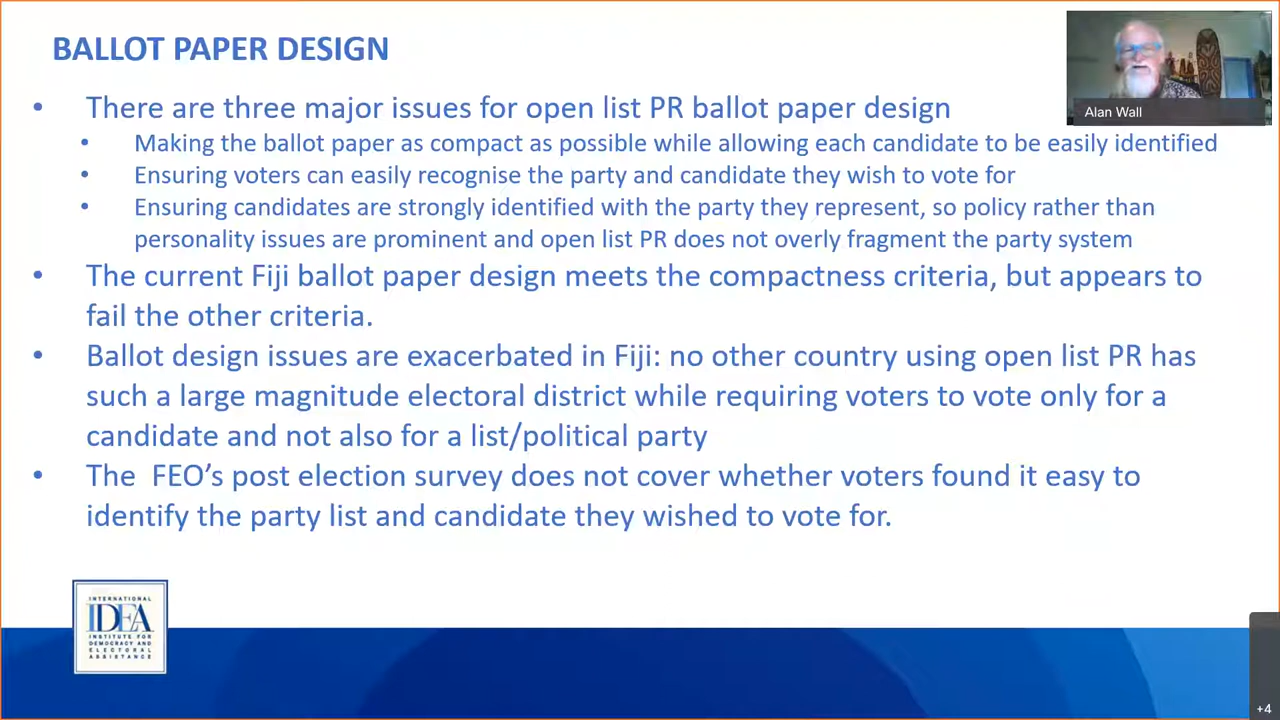 BALLOT PAPER DESIGN
Alan Wall
• There are three major issues for open list PR ballot paper design
• Making the ballot paper as compact as possible while allowing each candidate to be easily identified
• Ensuring voters can easily recognise the party and candidate they wish to vote for
• Ensuring candidates are strongly identified with the party they represent, so policy rather than
personality issues are prominent and open list PR does not overly fragment the party system
• The current Fiji ballot paper design meets the compactness criteria, but appears to
fail the other criteria.
• Ballot design issues are exacerbated in Fiji: no other country using open list PR has
such a large magnitude electoral district while requiring voters to vote only for a
candidate and not also for a list/political party
• The  FEO’s post election survey does not cover whether voters found it easy to
identify the party list and candidate they wished to vote for.
INTERNATIONAL
IDEA
INSTITUTE FOR
DEMOCRACY AND
ELECTORAL
ASSISTANCE
+4